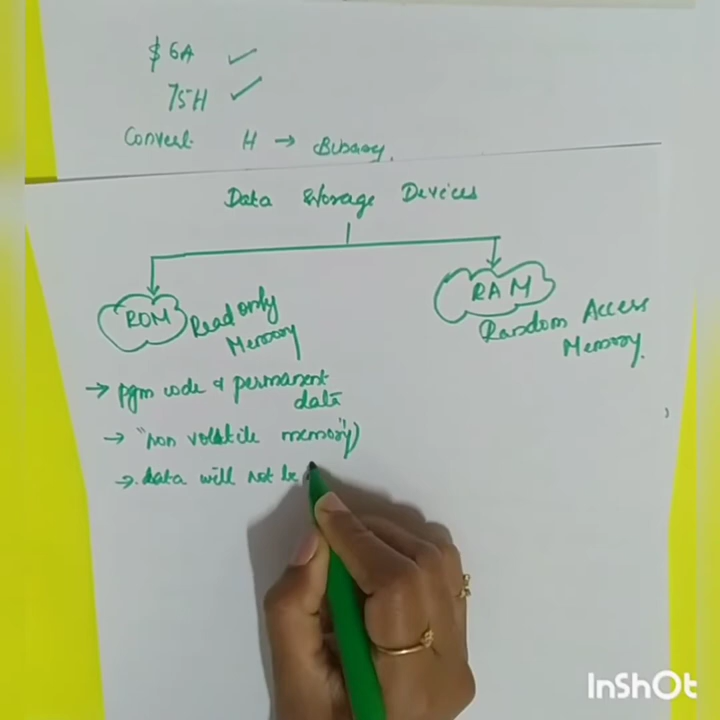 $6A
75H
Convert H → Binary.
Data Storage Devices
ROM
Read only
Memory
RAM
Random Access
Memory.
→ pgm code & permanent
data
→ "non volatile memory")
→ data will not be
InShOt